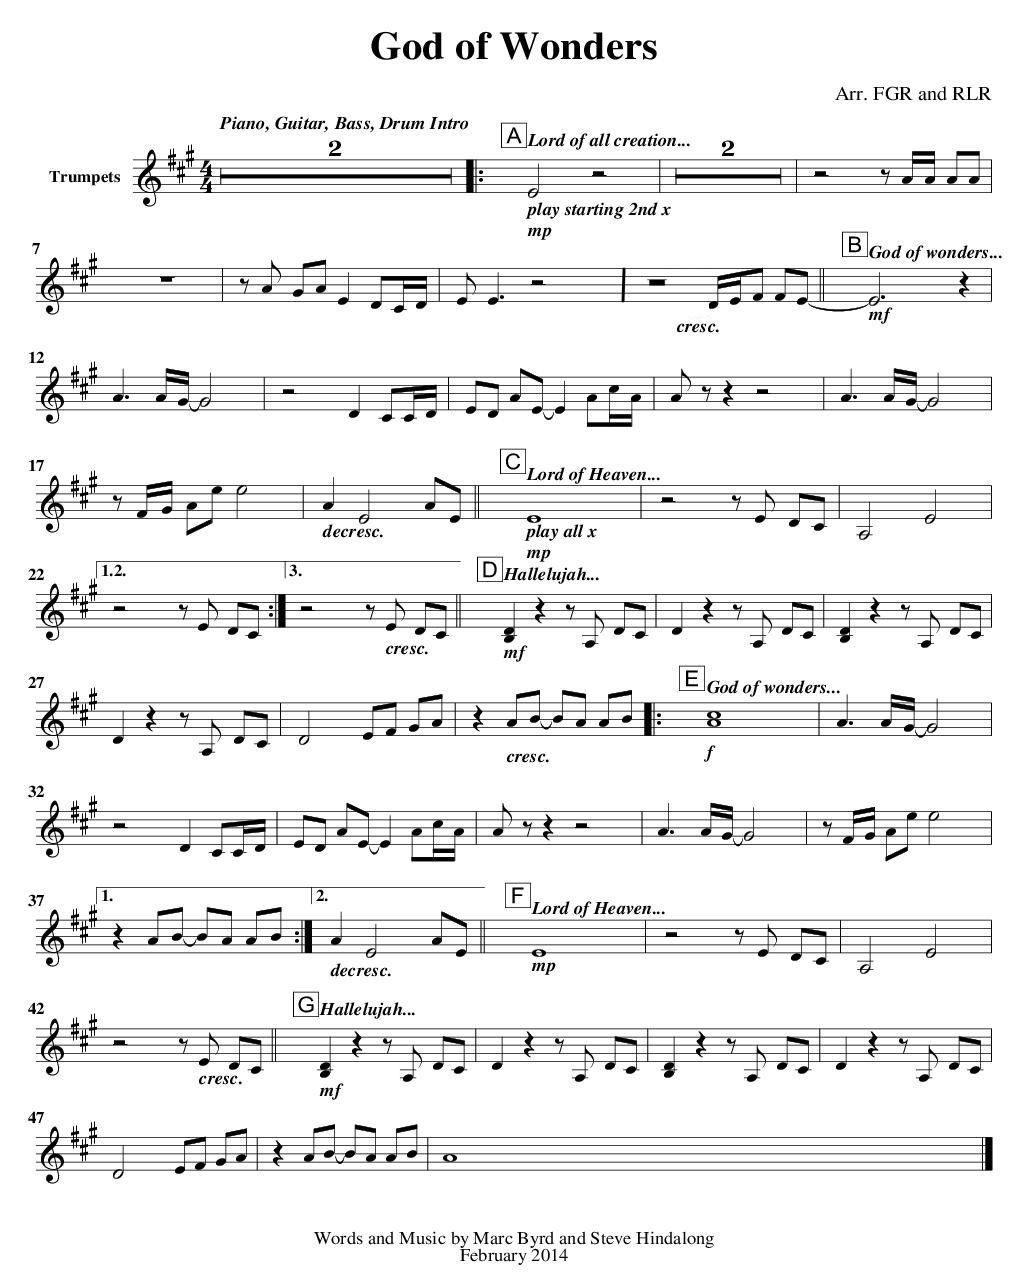 God of Wonders
Arr. FGR and RLR
Piano, Guitar, Bass, Drum Intro
A Lord of all creation...
2 2
Trumpets
play starting 2nd x
mp
7
B God of wonders...
cresc.
mf
12
17
C Lord of Heaven...
decresc.
play all x
mp
22
1.2.
3.
D Hallelujah...
cresc.
mf
27
E God of wonders...
cresc.
f
32
37
1.
2.
F Lord of Heaven...
decresc.
mp
42
G Hallelujah...
cresc.
mf
47
Words and Music by Marc Byrd and Steve Hindalong
February 2014